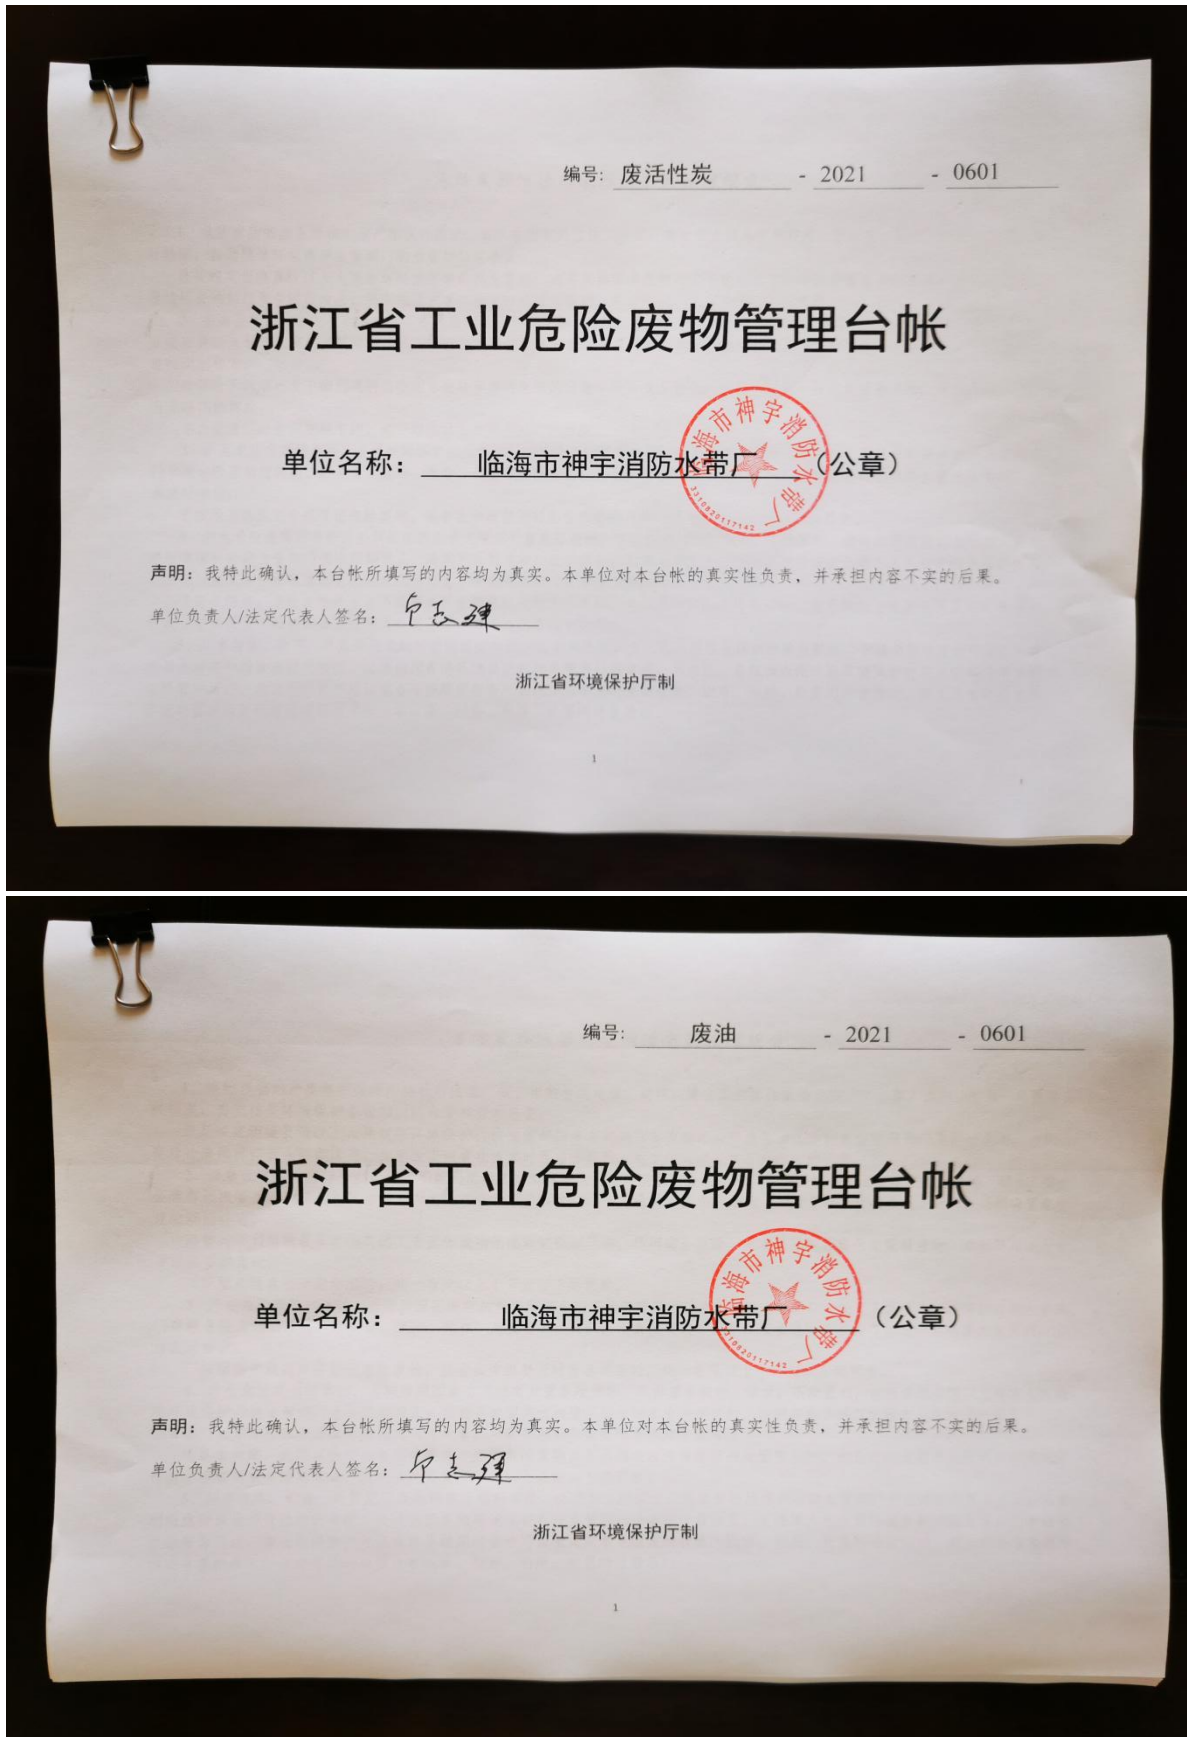 编号: 废活性炭 - 2021 - 0601
浙江省工业危险废物管理台帐
单位名称： 临海市神宇消防水带厂 （公章）
临海市神宇消防水带厂
3310820117142
声明：我特此确认，本台帐所填写的内容均为真实。本单位对本台帐的真实性负责，并承担内容不实的后果。
单位负责人/法定代表人签名：
浙江省环境保护厅制
1
编号: 废油 - 2021 - 0601
浙江省工业危险废物管理台帐
单位名称： 临海市神宇消防水带厂 （公章）
临海市神宇消防水带厂
3310820117142
声明：我特此确认，本台帐所填写的内容均为真实。本单位对本台帐的真实性负责，并承担内容不实的后果。
单位负责人/法定代表人签名：
浙江省环境保护厅制
1